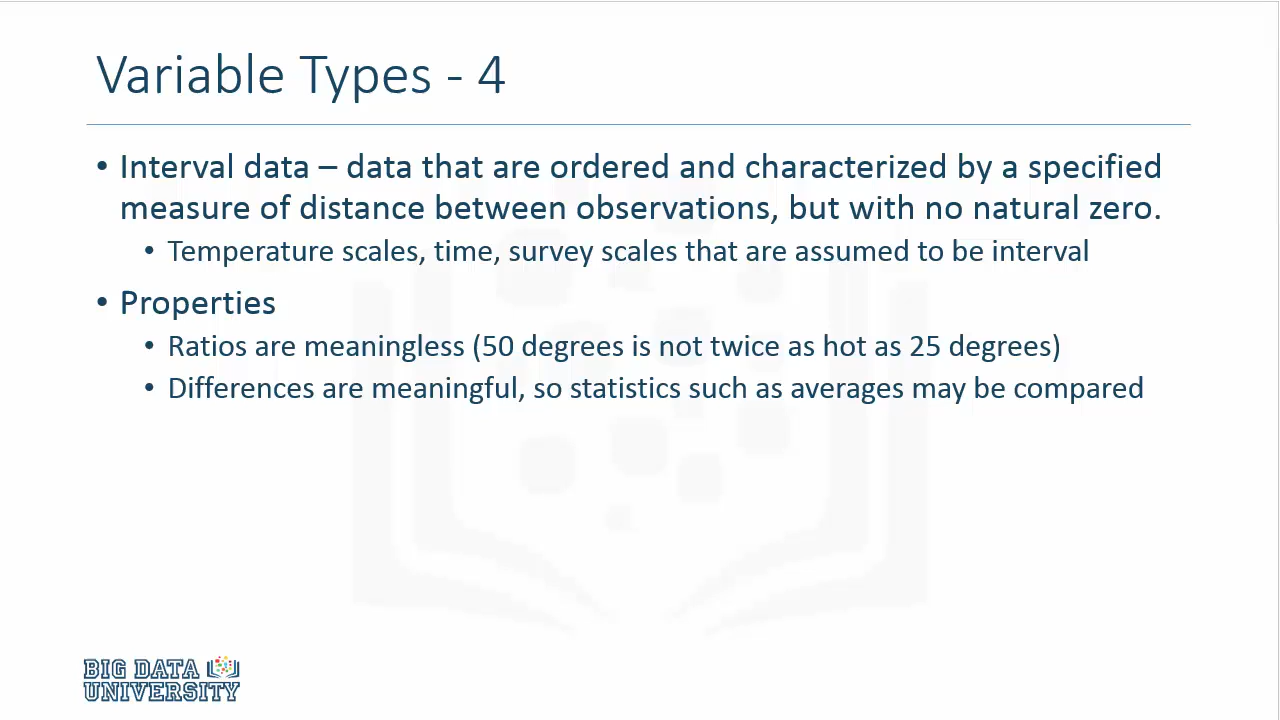 Variable Types - 4
• Interval data – data that are ordered and characterized by a specified
measure of distance between observations, but with no natural zero.
• Temperature scales, time, survey scales that are assumed to be interval
• Properties
• Ratios are meaningless (50 degrees is not twice as hot as 25 degrees)
• Differences are meaningful, so statistics such as averages may be compared
BIG DATA
UNIVERSITY